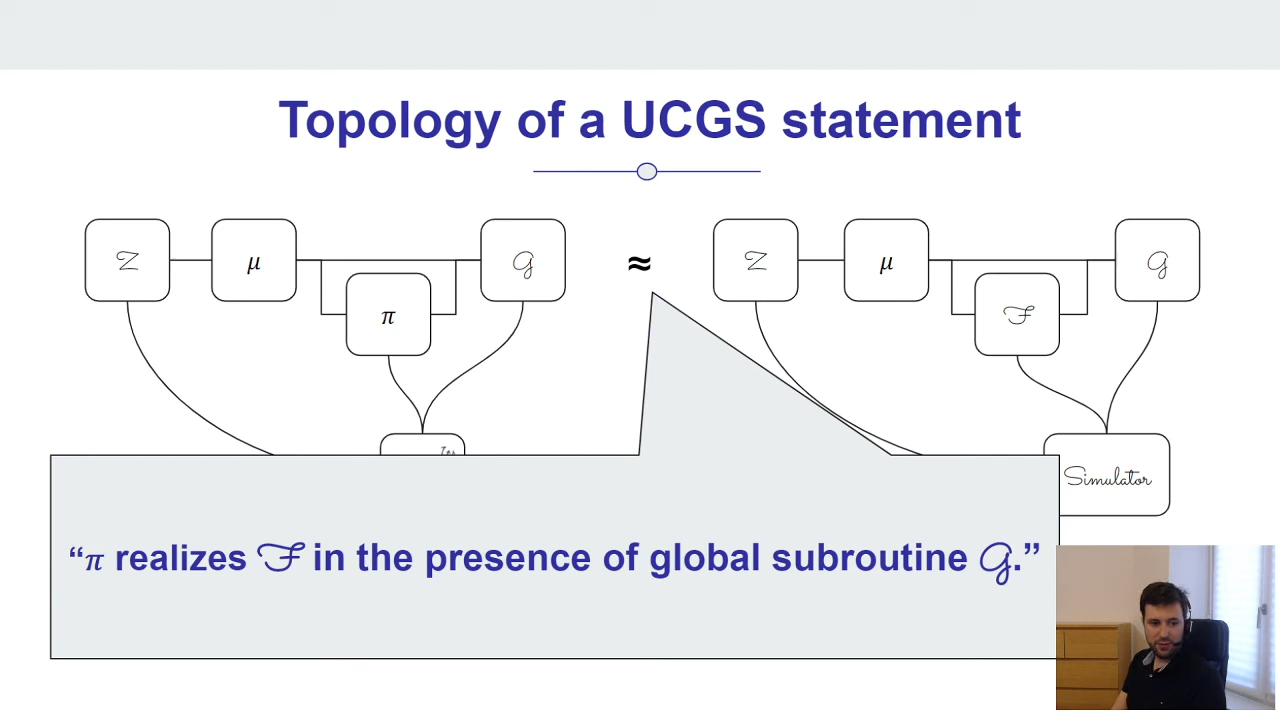 Topology of a UCGS statement
𝒵 μ 𝒢 ≈ 𝒵 μ 𝒢
π ℱ
Simulator
“π realizes ℱ in the presence of global subroutine 𝒢.”